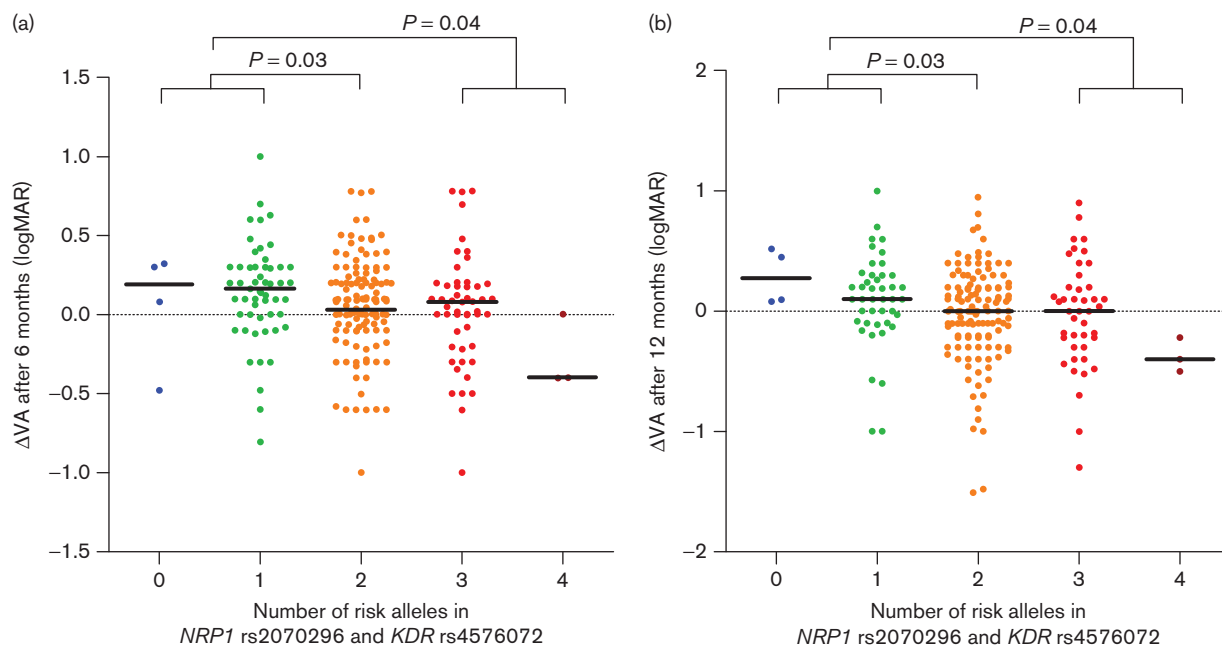 (a)
P = 0.04
P = 0.03
1.5
1.0
0.5
0.0
−0.5
−1.0
−1.5
ΔVA after 6 months (logMAR)
0 1 2 3 4
Number of risk alleles in
NRP1 rs2070296 and KDR rs4576072
(b)
P = 0.04
P = 0.03
2
1
0
−1
−2
ΔVA after 12 months (logMAR)
0 1 2 3 4
Number of risk alleles in
NRP1 rs2070296 and KDR rs4576072